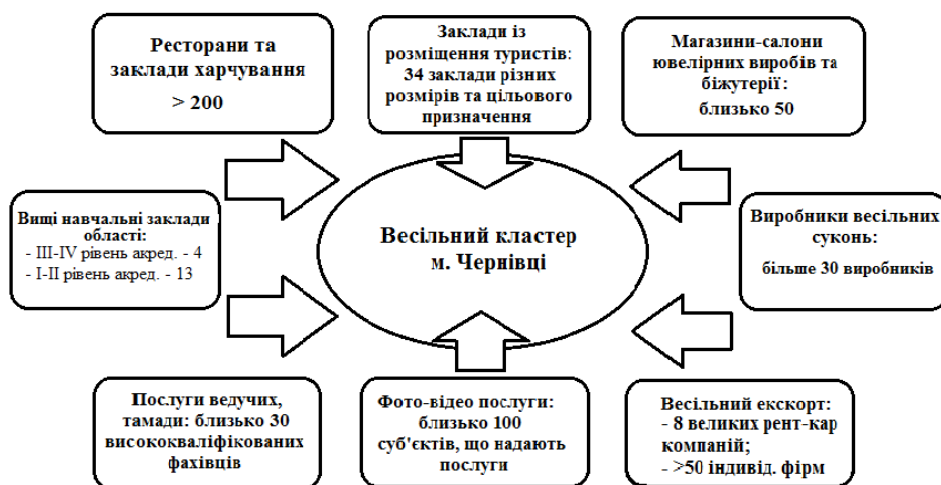 Ресторани та
заклади харчування
> 200
Заклади із
розміщення туристів:
34 заклади різних
розмірів та цільового
призначення
Магазини-салони
ювелірних виробів та
біжутерії:
близько 50
Вищі навчальні заклади
області:
- III-IV рівень акред. - 4
- I-II рівень акред. - 13
Весільний кластер
м. Чернівці
Виробники весільних
суконь:
більше 30 виробників
Послуги ведучих,
тамади: близько 30
висококваліфікованих
фахівців
Фото-відео послуги:
близько 100
суб'єктів, що надають
послуги
Весільний екскорт:
- 8 великих рент-кар
компаній;
- >50 індивід. фірм